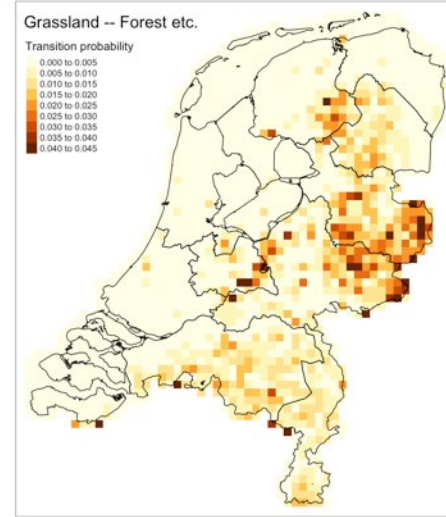 Grassland -- Forest etc.
Transition probability
0.000 to 0.005
0.005 to 0.010
0.010 to 0.015
0.015 to 0.020
0.020 to 0.025
0.025 to 0.030
0.030 to 0.035
0.035 to 0.040
0.040 to 0.045